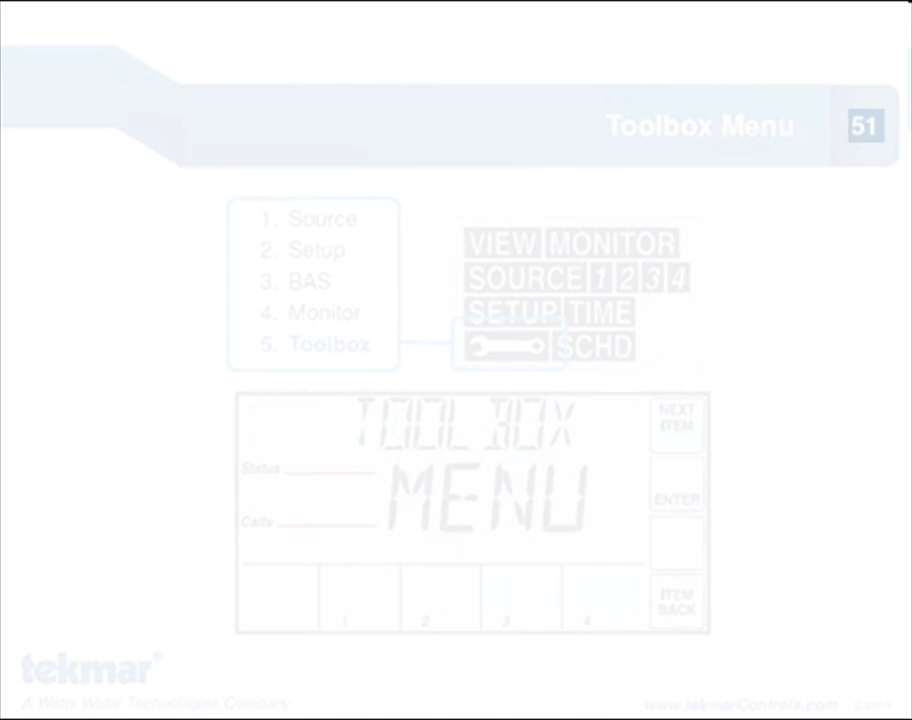 Toolbox Menu 51
1. Source
2. Setup
3. BAS
4. Monitor
5. Toolbox
VIEW MONITOR
SOURCE 1 2 3 4
SETUP TIME
SCHD
TOOLBOX
MENU
Status
Calls
NEXT
ITEM
ENTER
ITEM
BACK
1 2 3 4
tekmar®
A Watts Water Technologies Company
www.tekmarControls.com